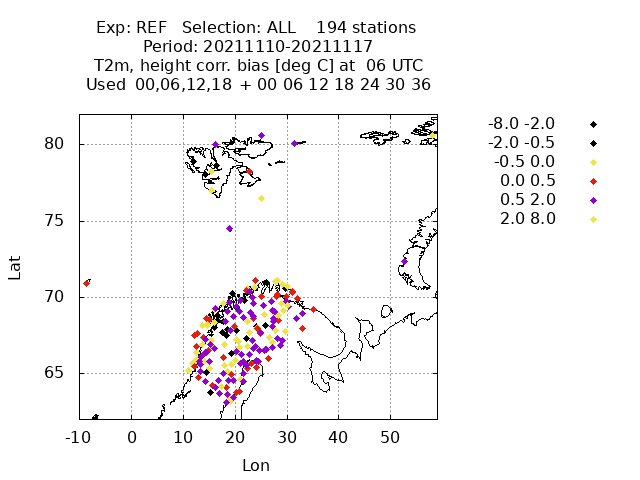 Exp: REF Selection: ALL 194 stations
Period: 20211110-20211117
T2m, height corr. bias [deg C] at 06 UTC
Used 00,06,12,18 + 00 06 12 18 24 30 36
-8.0 -2.0
-2.0 -0.5
-0.5 0.0
0.0 0.5
0.5 2.0
2.0 8.0
80
75
70
65
Lat
-10 0 10 20 30 40 50
Lon